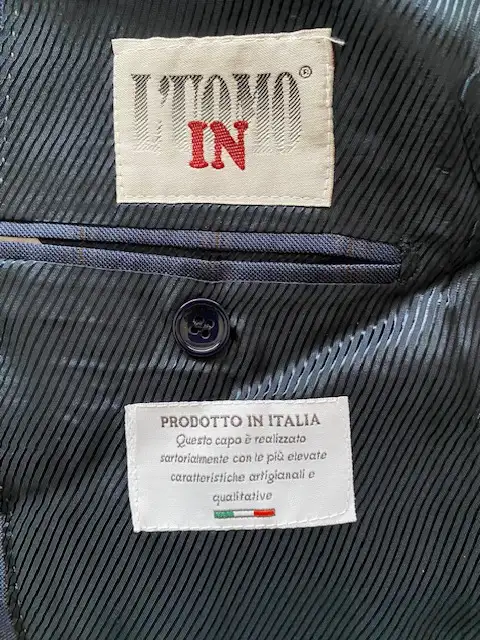 L'UOMO®
IN
PRODOTTO IN ITALIA
Questo capo è realizzato
sartorialmente con le più elevate
caratteristiche artigianali e
qualitative